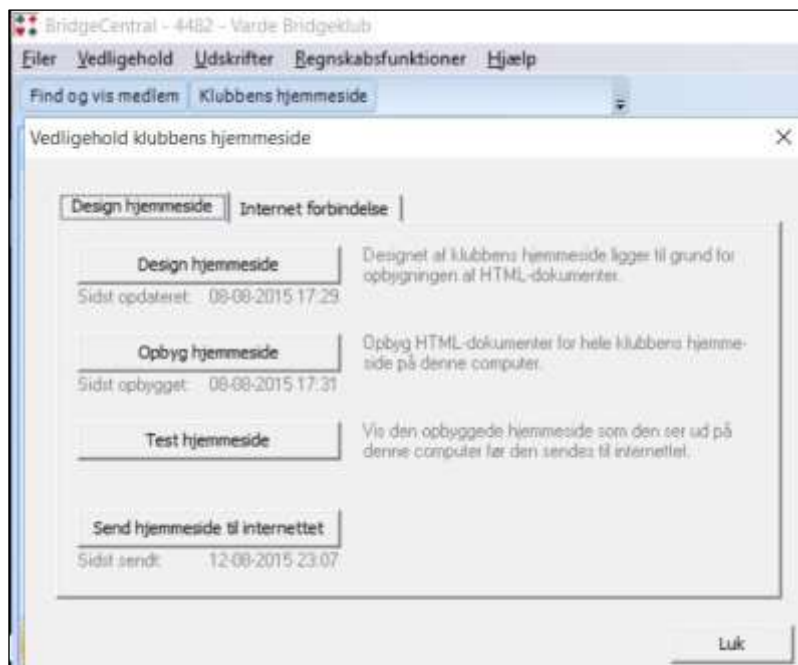 BridgeCentral - 4482 - Varde Bridgeklub
Filer Vedligehold Udskrifter Regnskabsfunktioner Hjælp
Find og vis medlem Klubbens hjemmeside
Vedligehold klubbens hjemmeside
Design hjemmeside Internet forbindelse
Design hjemmeside
Designet af klubbens hjemmeside ligger til grund for
opbygningen af HTML-dokumenter.
Sidst opdateret: 08-08-2015 17:29
Opbyg hjemmeside
Opbyg HTML-dokumenter for hele klubbens hjemme-
side på denne computer.
Sidst opbygget: 08-08-2015 17:31
Test hjemmeside
Vis den opbyggede hjemmeside som den ser ud på
denne computer før den sendes til internettet.
Send hjemmeside til internettet
Sidst sendt: 12-08-2015 23:07
Luk